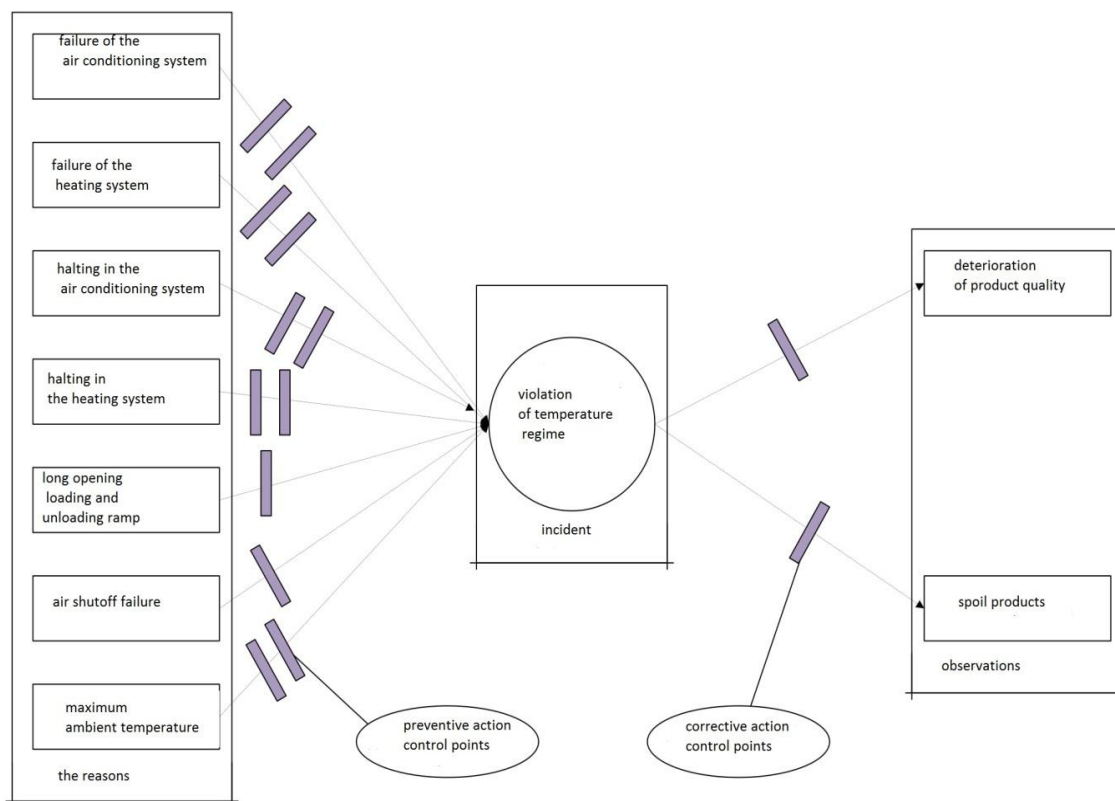 failure of the
air conditioning system
failure of the
heating system
halting in the
air conditioning system
halting in
the heating system
long opening
loading and
unloading ramp
air shutoff failure
maximum
ambient temperature
the reasons
violation
of temperature
regime
incident
preventive action
control points
corrective action
control points
deterioration
of product quality
spoil products
observations